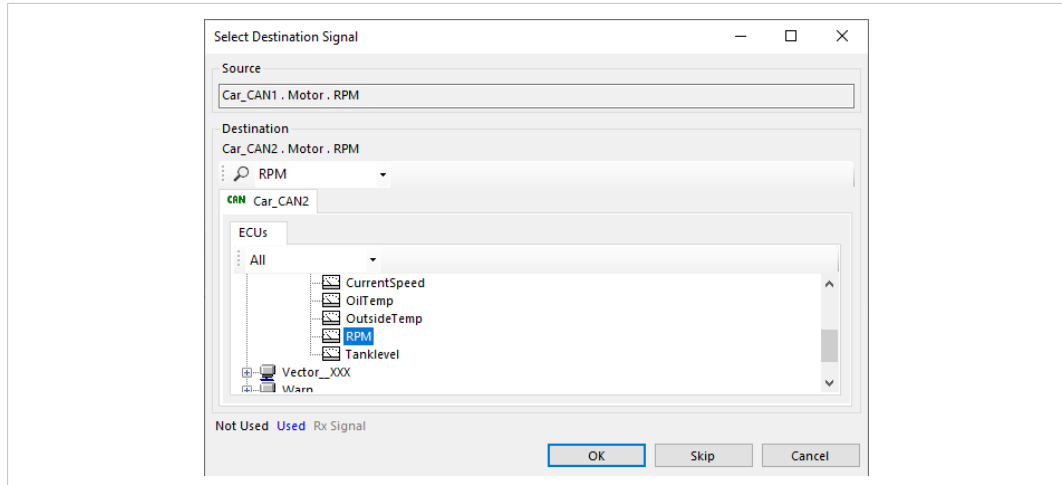 Select Destination Signal
Source
Car_CAN1 . Motor . RPM
Destination
Car_CAN2 . Motor . RPM
RPM
CAN Car_CAN2
ECUs
All
CurrentSpeed
OilTemp
OutsideTemp
RPM
Tanklevel
Vector__XXX
Warn
Not Used Used Rx Signal
OK Skip Cancel